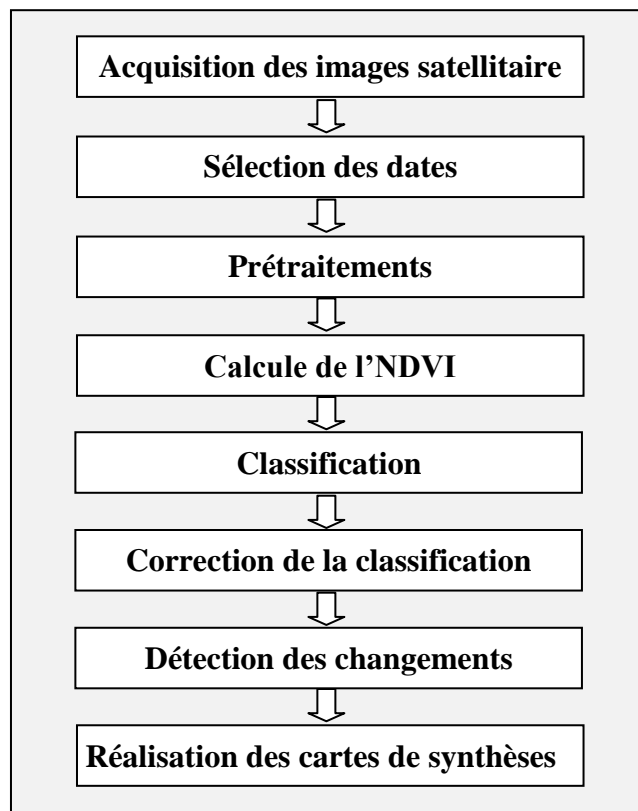 Acquisition des images satellitaire
Sélection des dates
Prétraitements
Calcule de l’NDVI
Classification
Correction de la classification
Détection des changements
Réalisation des cartes de synthèses